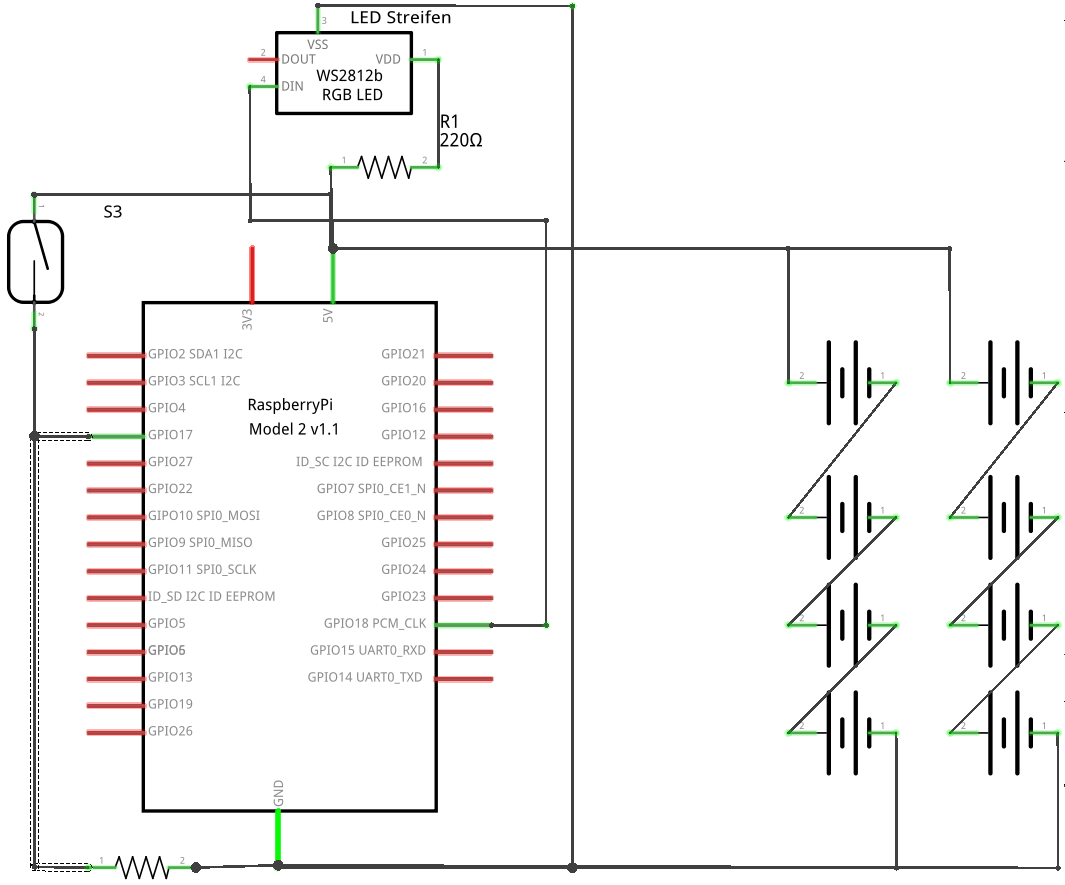 LED Streifen
3
VSS
2
DOUT
VDD
1
WS2812b
4
DIN
RGB LED
R1
220Ω
1
2
1
S3
2
3V3
5V
GPIO2 SDA1 I2C
GPIO21
GPIO3 SCL1 I2C
GPIO20
GPIO4
GPIO16
RaspberryPi
Model 2 v1.1
GPIO17
GPIO12
GPIO27
ID_SC I2C ID EEPROM
GPIO22
GPIO7 SPI0_CE1_N
GIPO10 SPI0_MOSI
GPIO8 SPI0_CE0_N
GPIO9 SPI0_MISO
GPIO25
GPIO11 SPI0_SCLK
GPIO24
ID_SD I2C ID EEPROM
GPIO23
GPIO5
GPIO18 PCM_CLK
GPIO6
GPIO15 UART0_RXD
GPIO13
GPIO14 UART0_TXD
GPIO19
GPIO26
GND
1
2
2
1
2
1
2
1
2
1
2
1
2
1
2
1
2
1